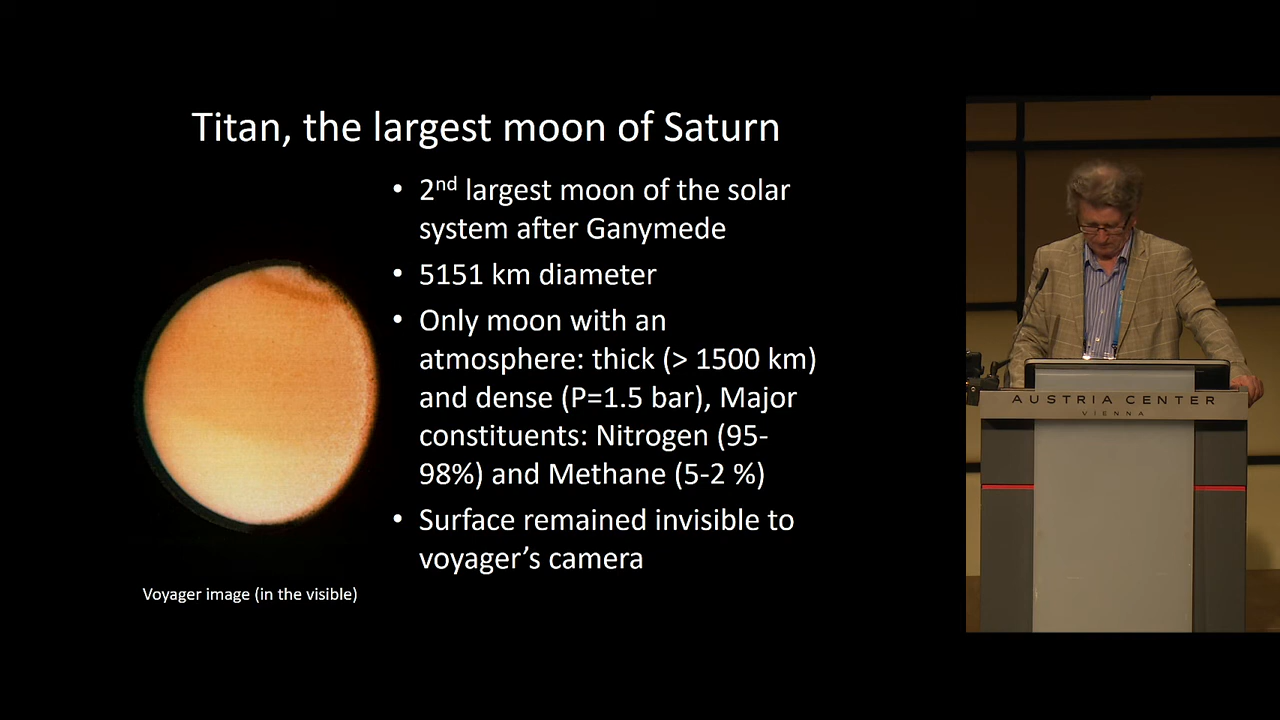 Titan, the largest moon of Saturn
• 2nd largest moon of the solar
system after Ganymede
• 5151 km diameter
• Only moon with an
atmosphere: thick (> 1500 km)
and dense (P=1.5 bar), Major
constituents: Nitrogen (95-
98%) and Methane (5-2 %)
• Surface remained invisible to
voyager’s camera
Voyager image (in the visible)
AUSTRIA CENTER
VIENNA